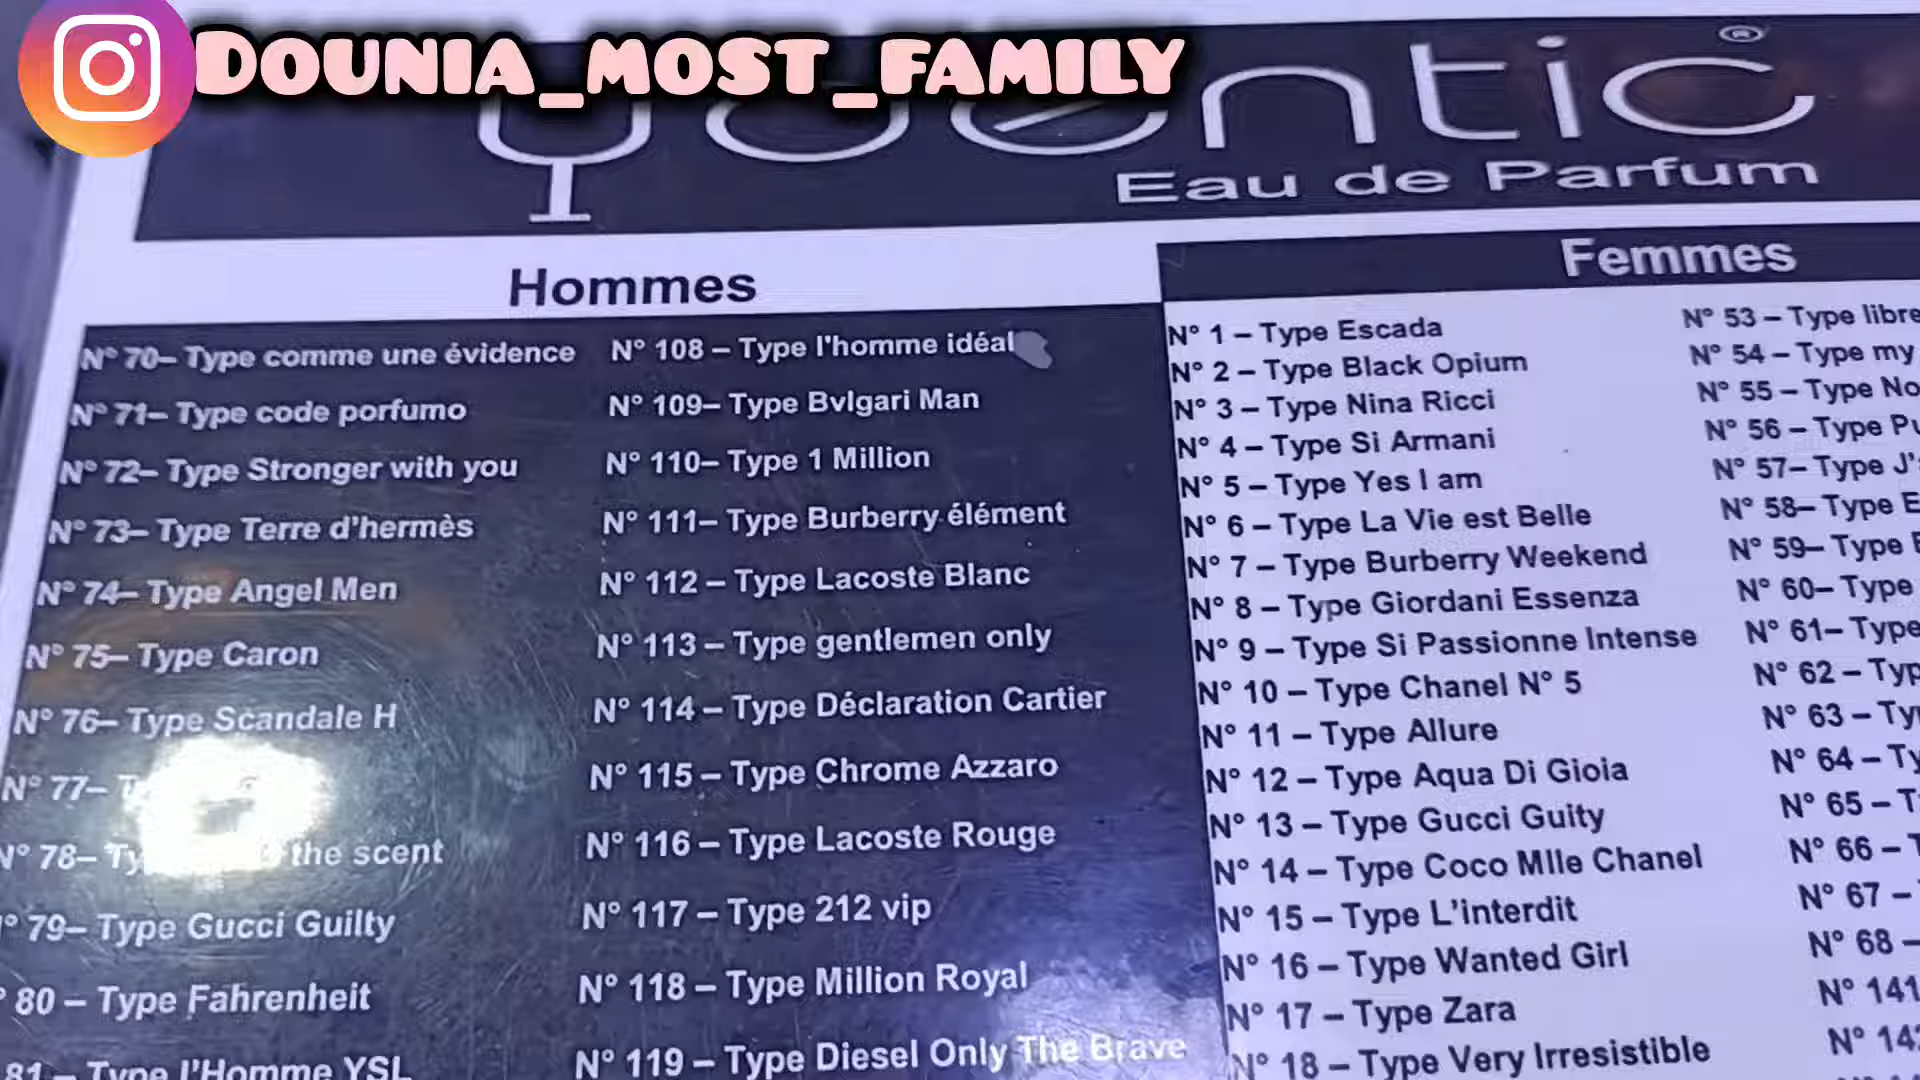 DOUNIA_MOST_FAMILY
ydentic ®
Eau de Parfum
Hommes
N° 70– Type comme une évidence
N° 71– Type code porfumo
N° 72– Type Stronger with you
N° 73– Type Terre d'hermès
N° 74– Type Angel Men
N° 75– Type Caron
N° 76– Type Scandale H
N° 77–
N° 78– the scent
79– Type Gucci Guilty
80 – Type Fahrenheit
81 – Type l'Homme YSL
N° 108 – Type l'homme idéal
N° 109– Type Bvlgari Man
N° 110– Type 1 Million
N° 111– Type Burberry élément
N° 112 – Type Lacoste Blanc
N° 113 – Type gentlemen only
N° 114 – Type Déclaration Cartier
N° 115 – Type Chrome Azzaro
N° 116 – Type Lacoste Rouge
N° 117 – Type 212 vip
N° 118 – Type Million Royal
N° 119 – Type Diesel Only The Brave
Femmes
N° 1 – Type Escada
N° 2 – Type Black Opium
N° 3 – Type Nina Ricci
N° 4 – Type Si Armani
N° 5 – Type Yes I am
N° 6 – Type La Vie est Belle
N° 7 – Type Burberry Weekend
N° 8 – Type Giordani Essenza
N° 9 – Type Si Passionne Intense
N° 10 – Type Chanel N° 5
N° 11 – Type Allure
N° 12 – Type Aqua Di Gioia
N° 13 – Type Gucci Guity
N° 14 – Type Coco Mlle Chanel
N° 15 – Type L'interdit
N° 16 – Type Wanted Girl
N° 17 – Type Zara
N° 18 – Type Very Irresistible
N° 53 – Type libre
N° 54 – Type my
N° 55 – Type
N° 56 – Type
N° 57– Type
N° 58– Type
N° 59– Type
N° 60– Type
N° 61– Type
N° 62 –
N° 63 –
N° 64 –
N° 65 –
N° 66 –
N° 67 –
N° 68 –
N° 141
N°